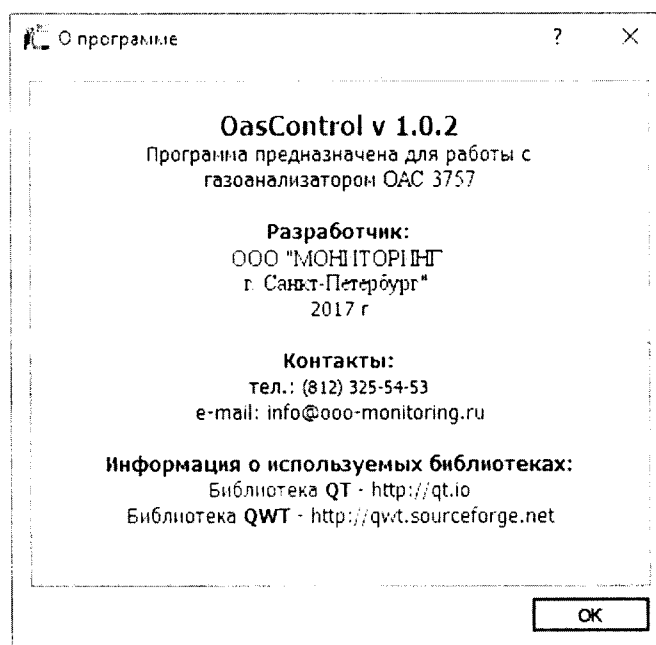 О программе
?
OasControl v 1.0.2
Программа предназначена для работы с
газоанализатором ОАС 3757
Разработчик:
ООО "МОНИТОРИНГ
г. Санкт-Петербург"
2017 г
Контакты:
тел.: (812) 325-54-53
e-mail: info@ooo-monitoring.ru
Информация о используемых библиотеках:
Библиотека QT - http://qt.io
Библиотека QWT - http://qwt.sourceforge.net
OK